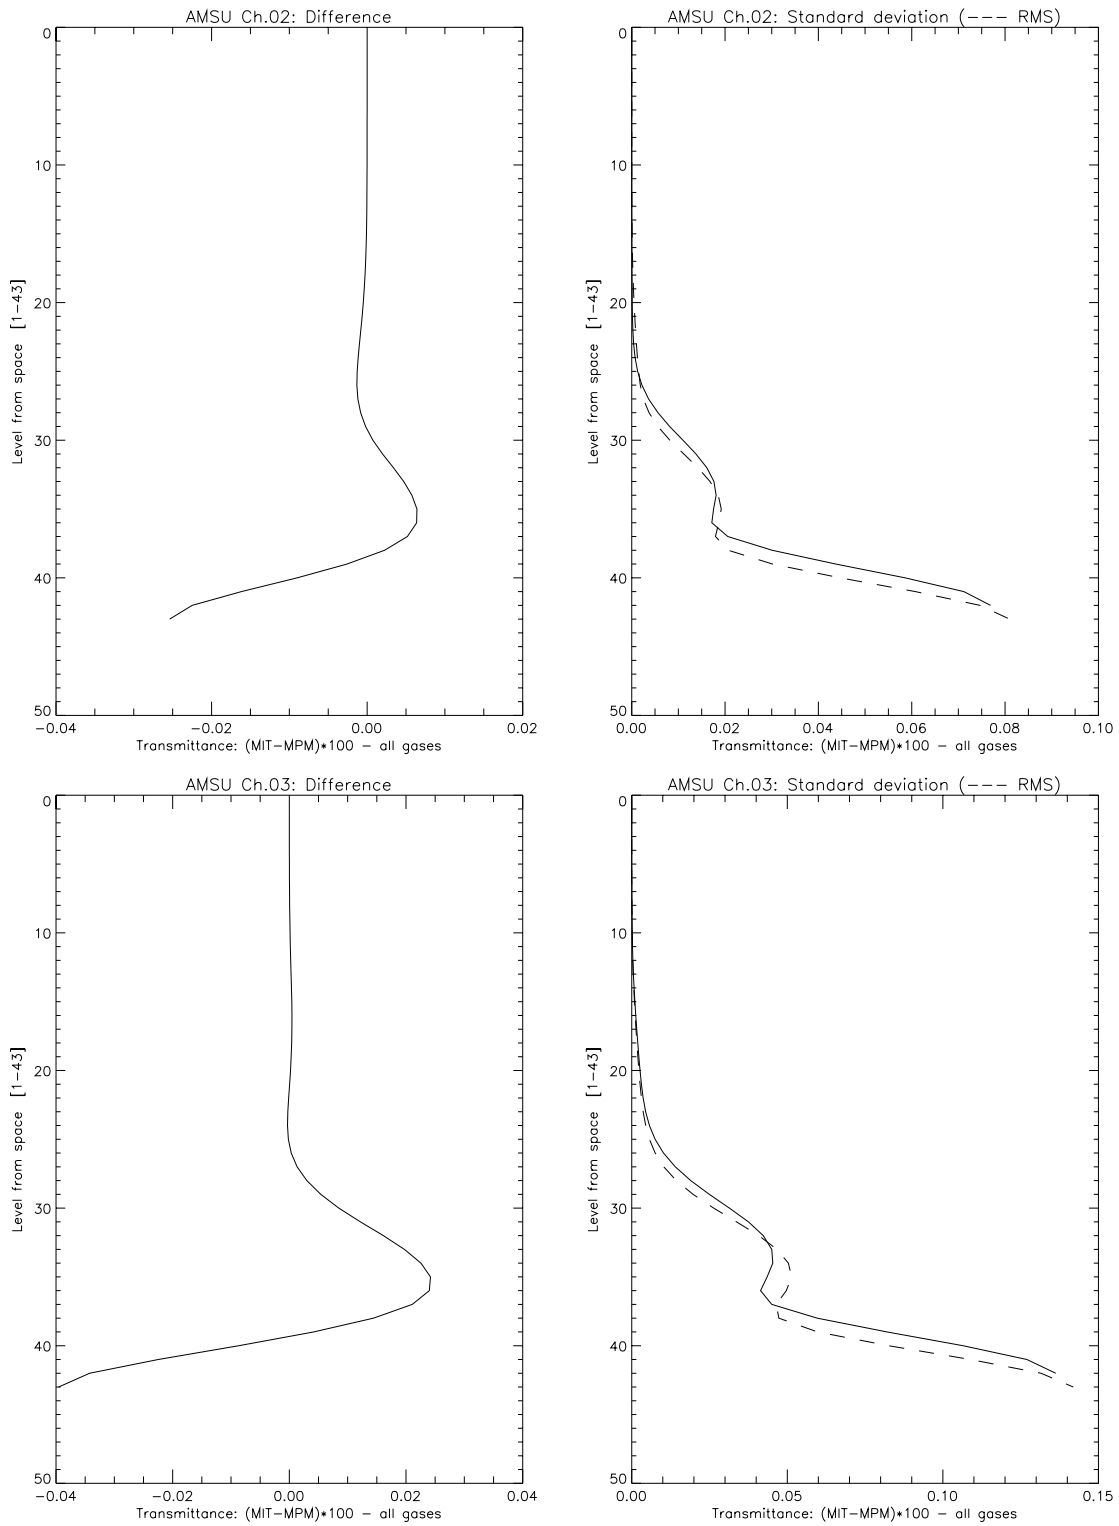 AMSU Ch.02: Difference
0
10
20
30
40
50
Level from space [1-43]
-0.04 -0.02 0.00 0.02
Transmittance: (MIT-MPM)*100 - all gases
AMSU Ch.02: Standard deviation (--- RMS)
0
10
20
30
40
50
Level from space [1-43]
0.00 0.02 0.04 0.06 0.08 0.10
Transmittance: (MIT-MPM)*100 - all gases
AMSU Ch.03: Difference
0
10
20
30
40
50
Level from space [1-43]
-0.04 -0.02 0.00 0.02 0.04
Transmittance: (MIT-MPM)*100 - all gases
AMSU Ch.03: Standard deviation (--- RMS)
0
10
20
30
40
50
Level from space [1-43]
0.00 0.05 0.10 0.15
Transmittance: (MIT-MPM)*100 - all gases